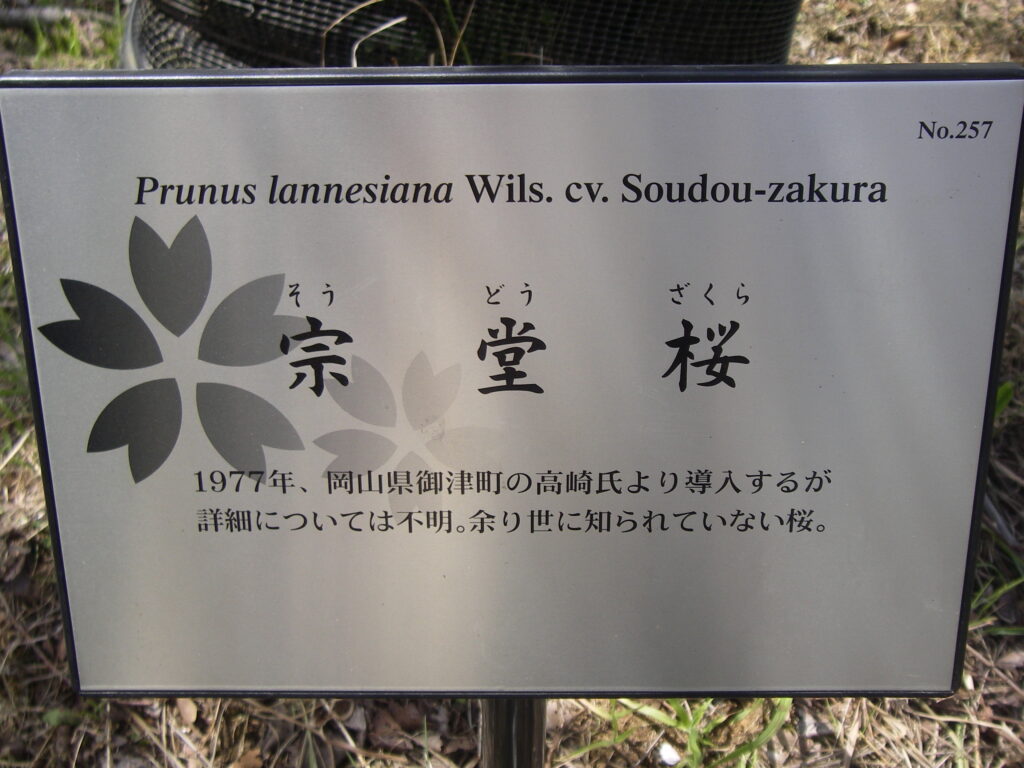 No.257
Prunus lannesiana Wils. cv. Soudou-zakura
そう どう ざくら
宗 堂 桜
1977年、岡山県御津町の高崎氏より導入するが
詳細については不明。余り世に知られていない桜。